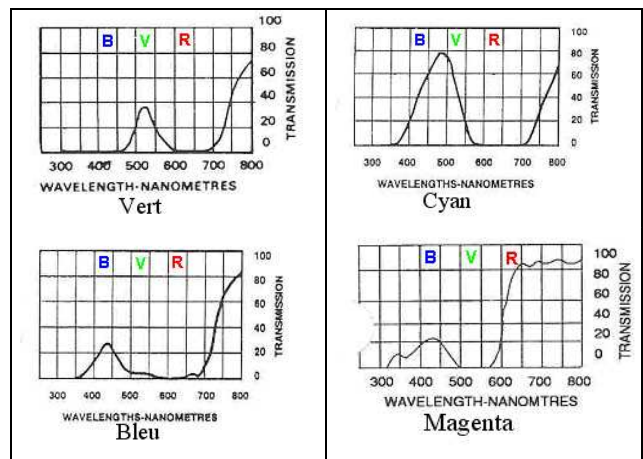 B V R
100
80
60
40
20
0
TRANSMISSION
300 400 500 600 700 800
WAVELENGTH-NANOMETRES
Vert
B V R
100
80
60
40
20
0
TRANSMISSION
300 400 500 600 700 800
WAVELENGTHS-NANOMETRES
Cyan
B V R
100
80
60
40
20
0
TRANSMISSION
300 400 500 600 700 800
WAVELENGTHS-NANOMETRES
Bleu
B V R
100
80
60
40
20
0
TRANSMISSION
300 400 500 600 700 800
WAVELENGTH-NANOMTRES
Magenta